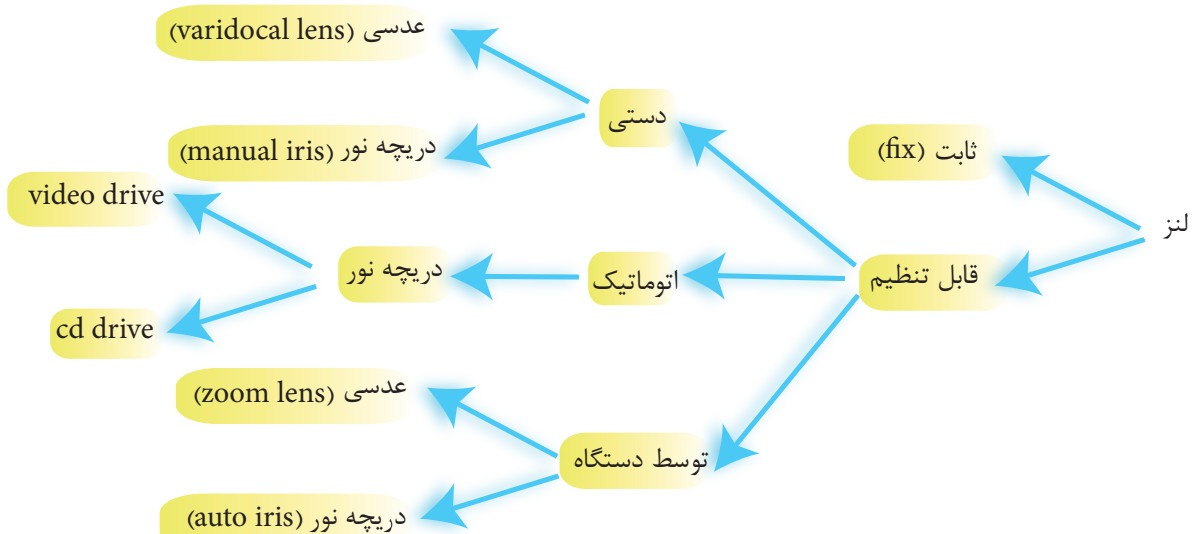 لنز
ثابت (fix)
قابل تنظیم
دستی
عدسی (varidocal lens)
دریچه نور (manual iris)
اتوماتیک
دریچه نور
video drive
cd drive
توسط دستگاه
عدسی (zoom lens)
دریچه نور (auto iris)